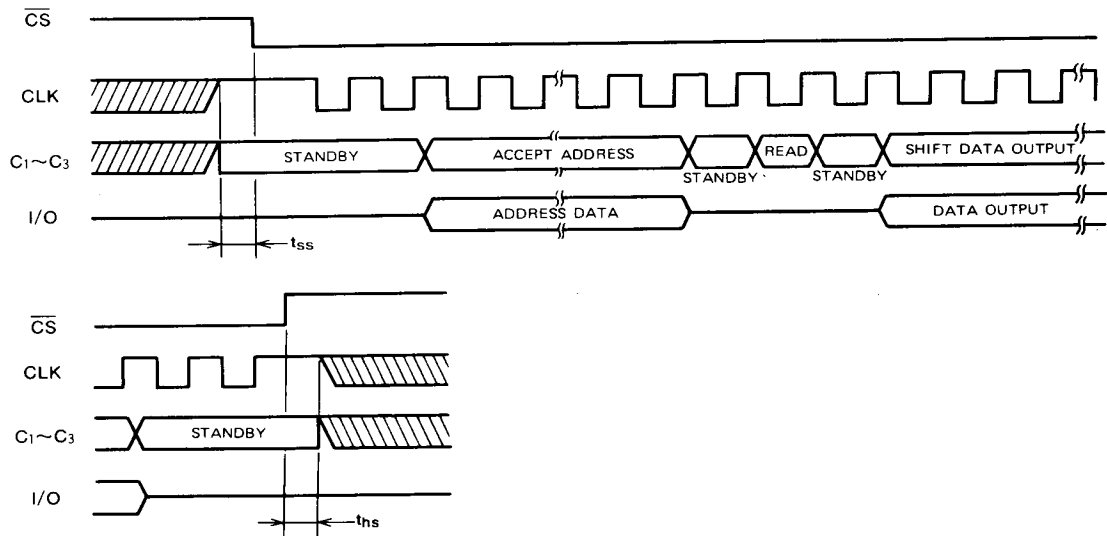 CS
CLK
C₁~C₃ STANDBY ACCEPT ADDRESS STANDBY READ STANDBY SHIFT DATA OUTPUT
I/O ADDRESS DATA DATA OUTPUT
tss
CS
CLK
C₁~C₃ STANDBY
I/O
ths